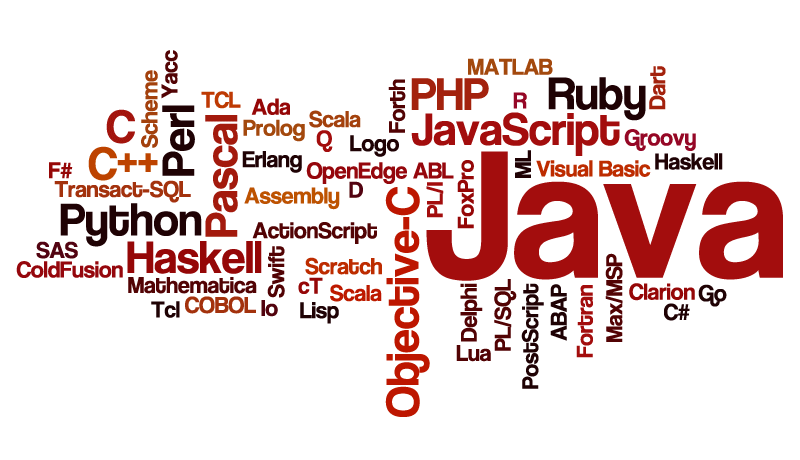 Yacc
Scheme
TCL
Ada
Forth
MATLAB
PHP
R
Ruby
Dart
C
Perl
Pascal
Prolog
Scala
Q
Logo
JavaScript
Groovy
F#
C++
Erlang
OpenEdge ABL
PL/I
FoxPro
ML
Visual Basic
Haskell
Transact-SQL
Assembly
D
Java
Python
ActionScript
Objective-C
SAS
ColdFusion
Haskell
Swift
Scratch
Mathematica
cT
Scala
Tcl
COBOL
Io
Lisp
Delphi
PL/SQL
PostScript
ABAP
Fortran
Max/MSP
Clarion
Go
C#
Lua